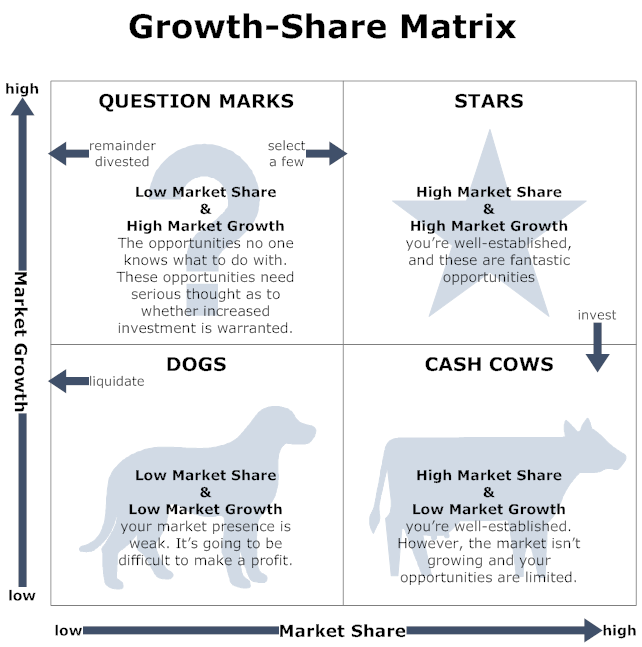 Growth-Share Matrix
high
QUESTION MARKS
remainder
divested
select
a few
Low Market Share
&
High Market Growth
The opportunities no one
knows what to do with.
These opportunities need
serious thought as to
whether increased
investment is warranted.
STARS
High Market Share
&
High Market Growth
you’re well-established,
and these are fantastic
opportunities
invest
Market Growth
DOGS
liquidate
Low Market Share
&
Low Market Growth
your market presence is
weak. It’s going to be
difficult to make a profit.
CASH COWS
High Market Share
&
Low Market Growth
you’re well-established.
However, the market isn’t
growing and your
opportunities are limited.
low
low
Market Share
high